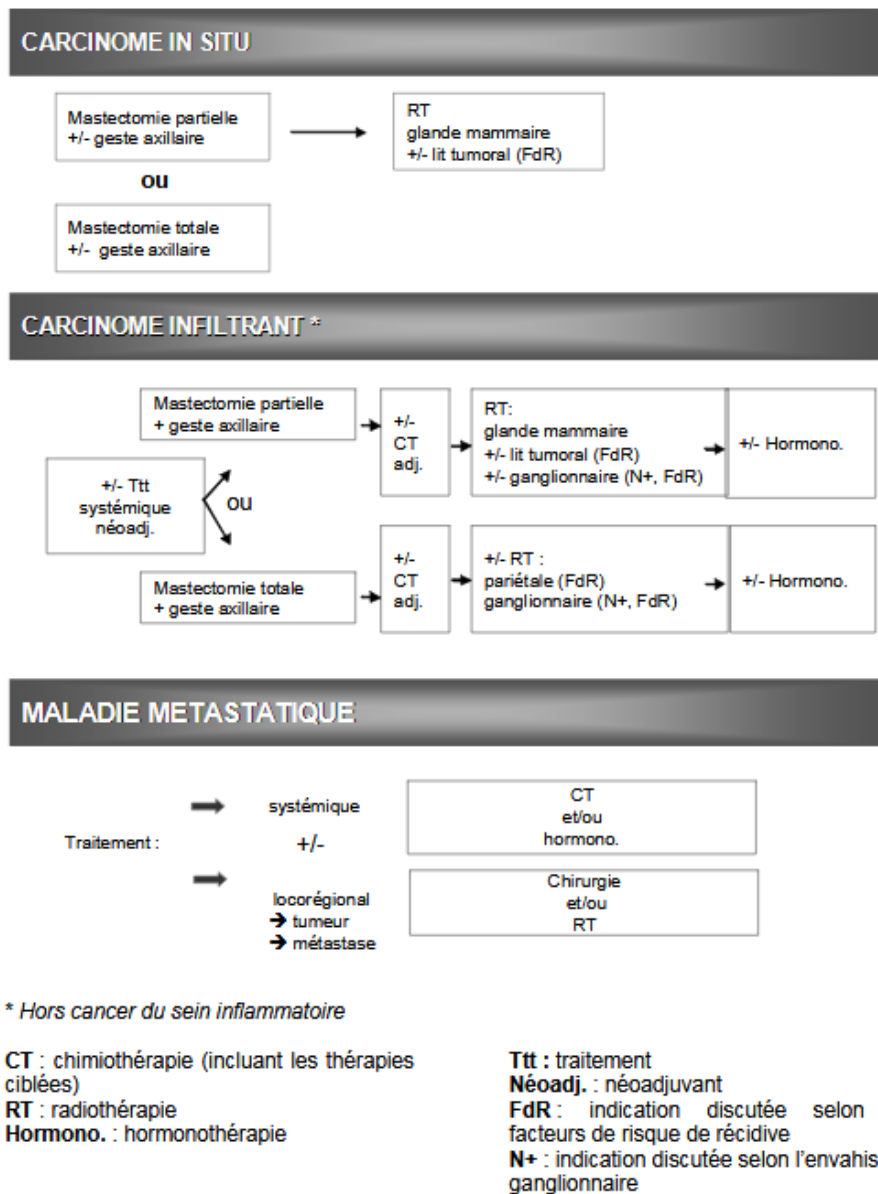 CARCINOME IN SITU
Mastectomie partielle
+/- geste axillaire
RT
glande mammaire
+/- lit tumoral (FdR)
ou
Mastectomie totale
+/- geste axillaire
CARCINOME INFILTRANT *
+/- Ttt
systémique
néoadj.
ou
Mastectomie partielle
+ geste axillaire
+/-
CT
adj.
RT:
glande mammaire
+/- lit tumoral (FdR)
+/- ganglionnaire (N+, FdR)
+/- Hormono.
Mastectomie totale
+ geste axillaire
+/-
CT
adj.
+/- RT :
pariétale (FdR)
ganglionnaire (N+, FdR)
+/- Hormono.
MALADIE METASTATIQUE
Traitement :
systémique
+/-
locorégional
➔ tumeur
➔ métastase
CT
et/ou
hormono.
Chirurgie
et/ou
RT
* Hors cancer du sein inflammatoire
CT : chimiothérapie (incluant les thérapies
ciblées)
RT : radiothérapie
Hormono. : hormonothérapie
Ttt : traitement
Néoadj. : néoadjuvant
FdR : indication discutée selon
facteurs de risque de récidive
N+ : indication discutée selon l'envahis
ganglionnaire